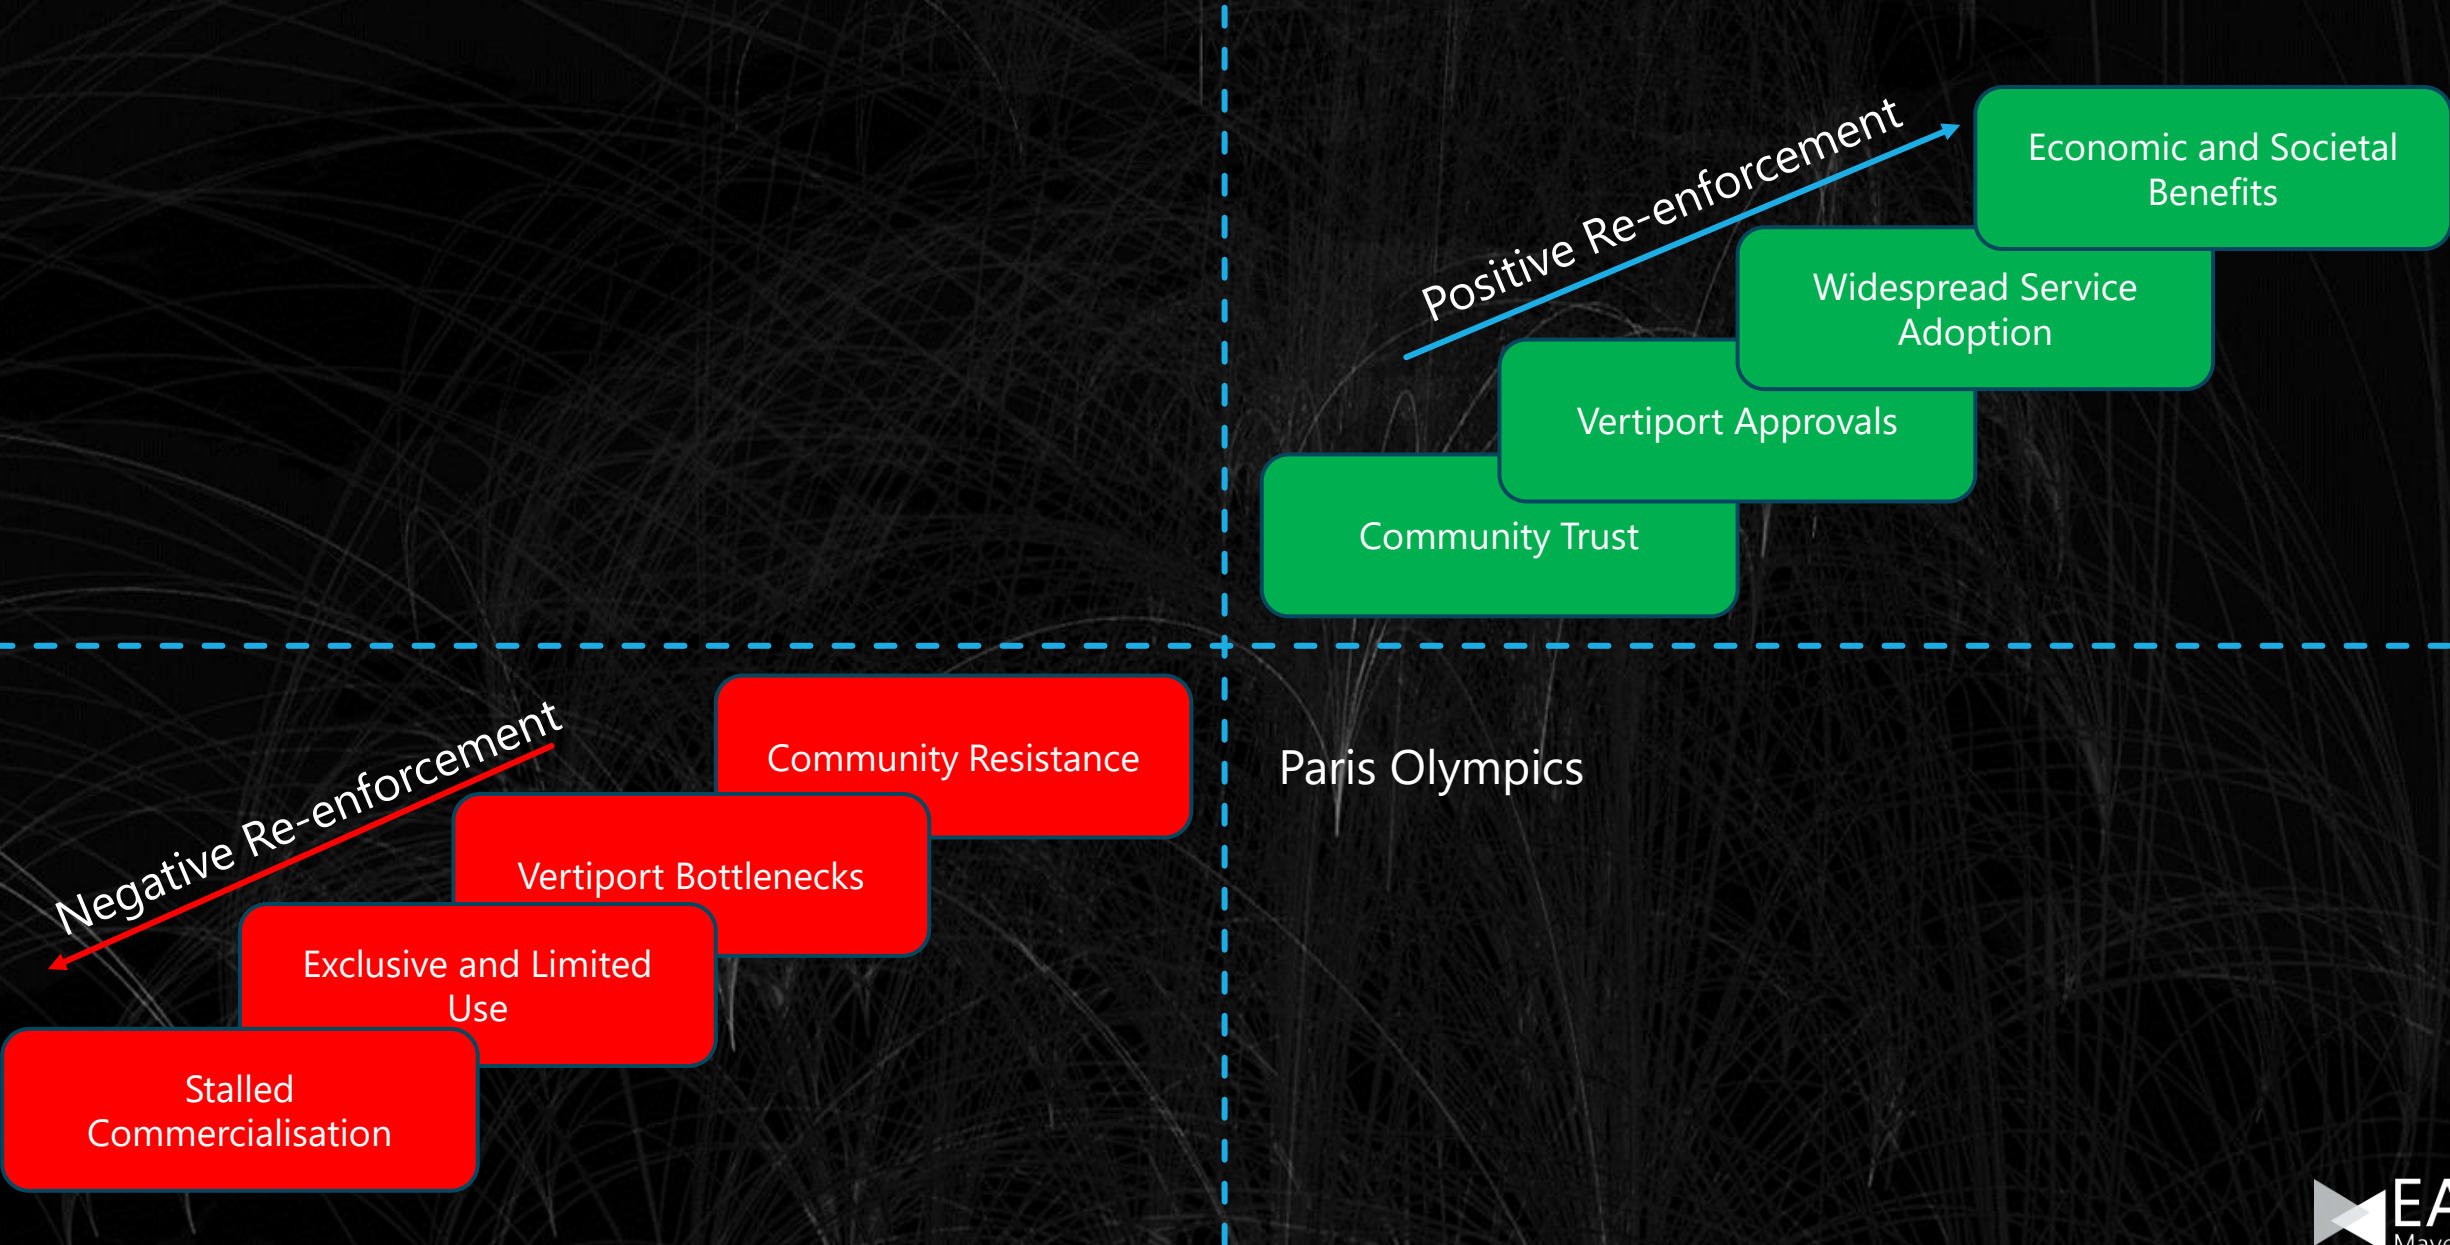 Positive Re-enforcement
Economic and Societal
Benefits
Widespread Service
Adoption
Vertiport Approvals
Community Trust
Negative Re-enforcement
Community Resistance
Vertiport Bottlenecks
Exclusive and Limited
Use
Stalled
Commercialisation
Paris Olympics
EA